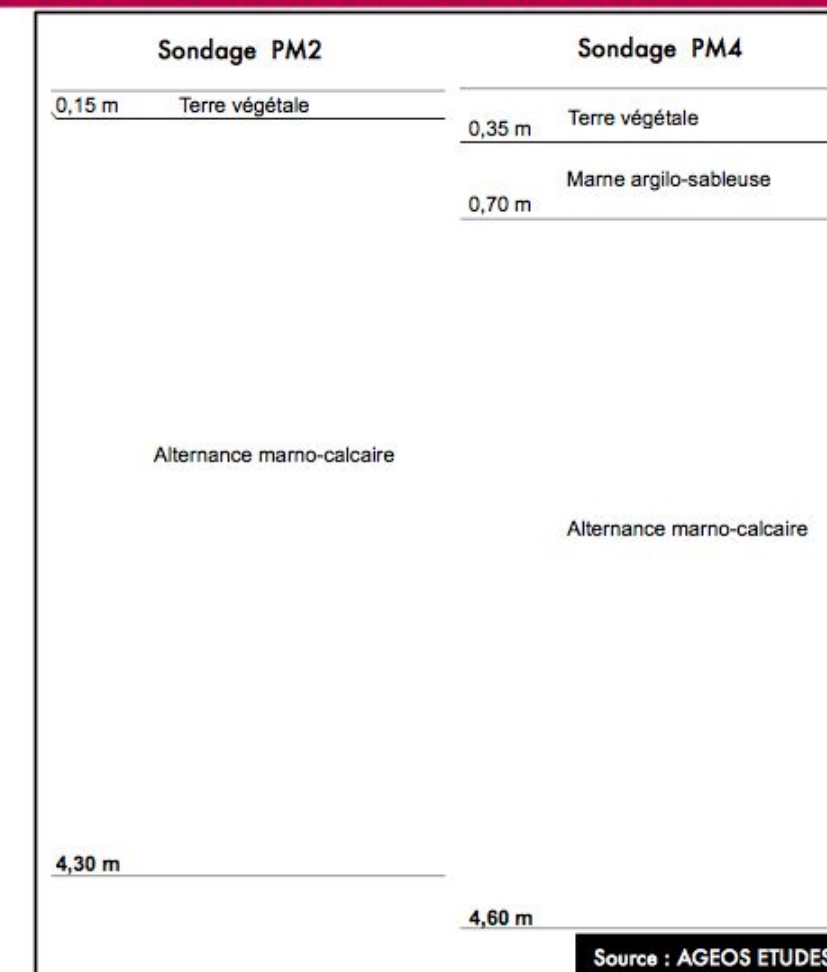 Sondage PM2
0,15 m Terre végétale
Alternance marno-calcaire
4,30 m
Sondage PM4
Terre végétale
0,35 m
Marne argilo-sableuse
0,70 m
Alternance marno-calcaire
4,60 m
Source : AGEOS ETUDES